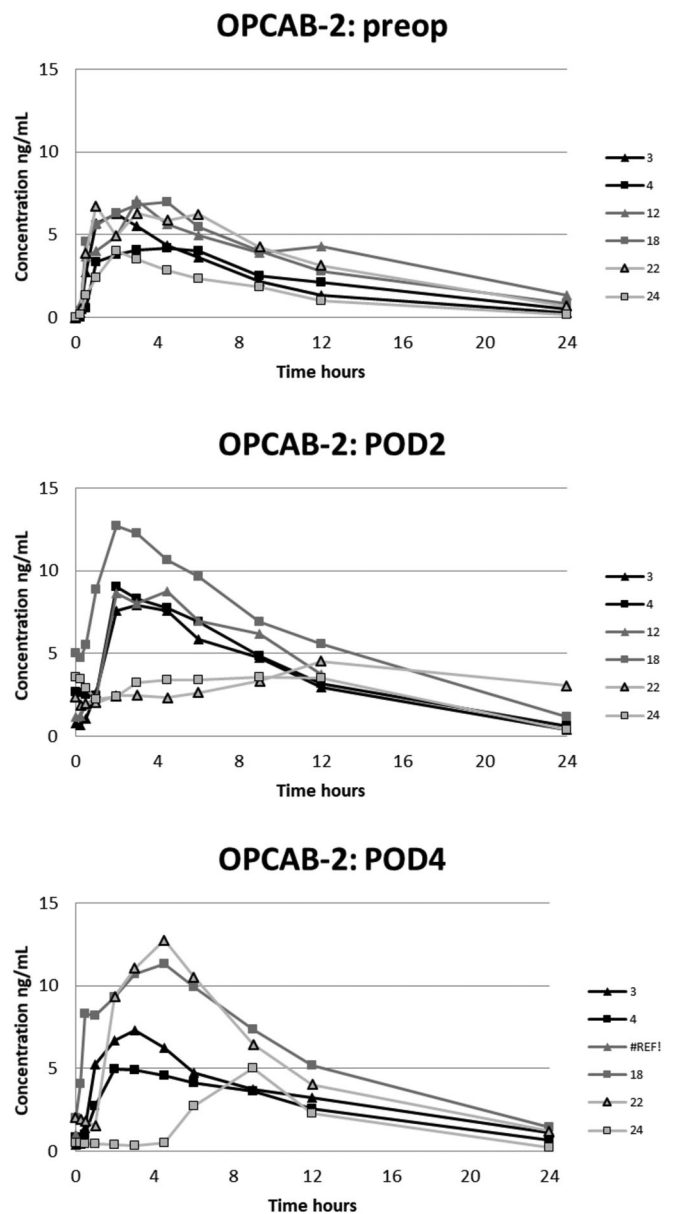 OPCAB-2: preop
15
10
5
0
Concentration ng/mL
0 4 8 12 16 20 24
Time hours
3
4
12
18
22
24
OPCAB-2: POD2
15
10
5
0
Concentration ng/mL
0 4 8 12 16 20 24
Time hours
3
4
12
18
22
24
OPCAB-2: POD4
15
10
5
0
Concentration ng/mL
0 4 8 12 16 20 24
Time hours
3
4
#REF!
18
22
24